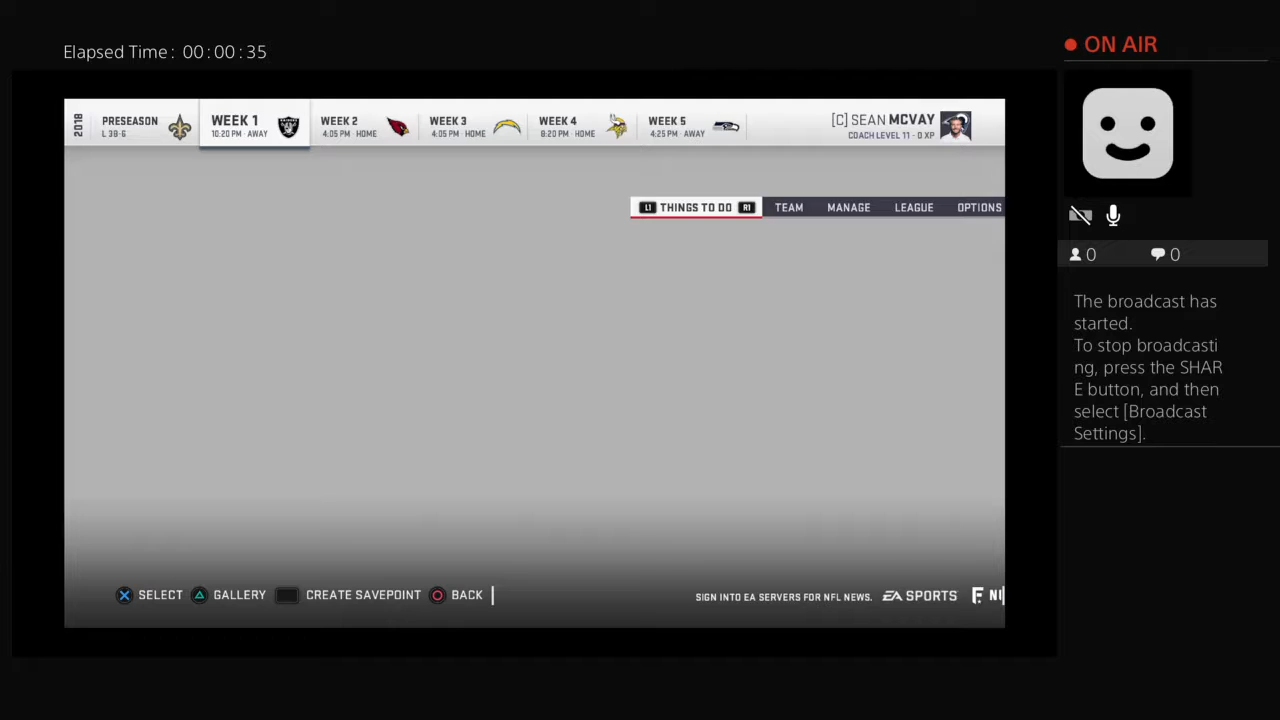 Elapsed Time: 00:00:35
ON AIR
2018
PRESEASON
L 38-6
WEEK 1
10:20 PM - AWAY
WEEK 2
4:05 PM - HOME
WEEK 3
4:05 PM - HOME
WEEK 4
8:20 PM - HOME
WEEK 5
4:25 PM - AWAY
[C] SEAN MCVAY
COACH LEVEL 11 - 0 XP
L1 THINGS TO DO R1 TEAM MANAGE LEAGUE OPTIONS
0 0
The broadcast has
started.
To stop broadcasti
ng, press the SHAR
E button, and then
select [Broadcast
Settings].
SELECT GALLERY CREATE SAVEPOINT BACK
SIGN INTO EA SERVERS FOR NFL NEWS. EA SPORTS